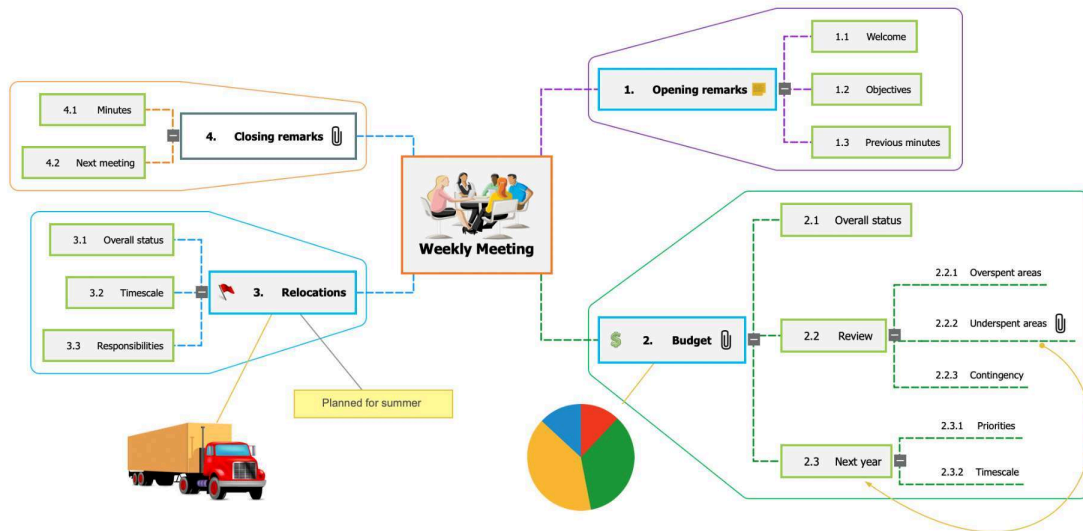 Weekly Meeting
1. Opening remarks
1.1 Welcome
1.2 Objectives
1.3 Previous minutes
2. Budget
2.1 Overall status
2.2 Review
2.2.1 Overspent areas
2.2.2 Underspent areas
2.2.3 Contingency
2.3 Next year
2.3.1 Priorities
2.3.2 Timescale
3. Relocations
3.1 Overall status
3.2 Timescale
3.3 Responsibilities
Planned for summer
4. Closing remarks
4.1 Minutes
4.2 Next meeting
$